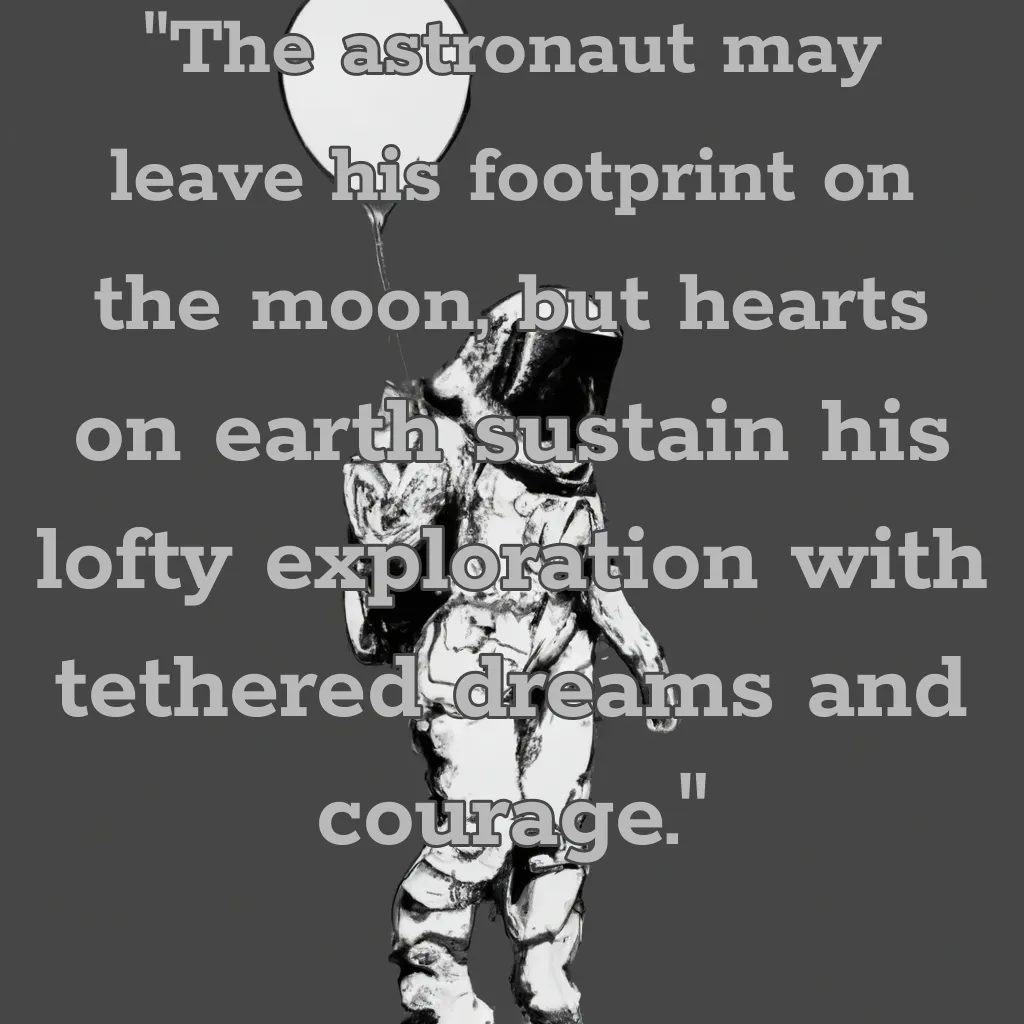 "The astronaut may
leave his footprint on
the moon, but hearts
on earth sustain his
lofty exploration with
tethered dreams and
courage."